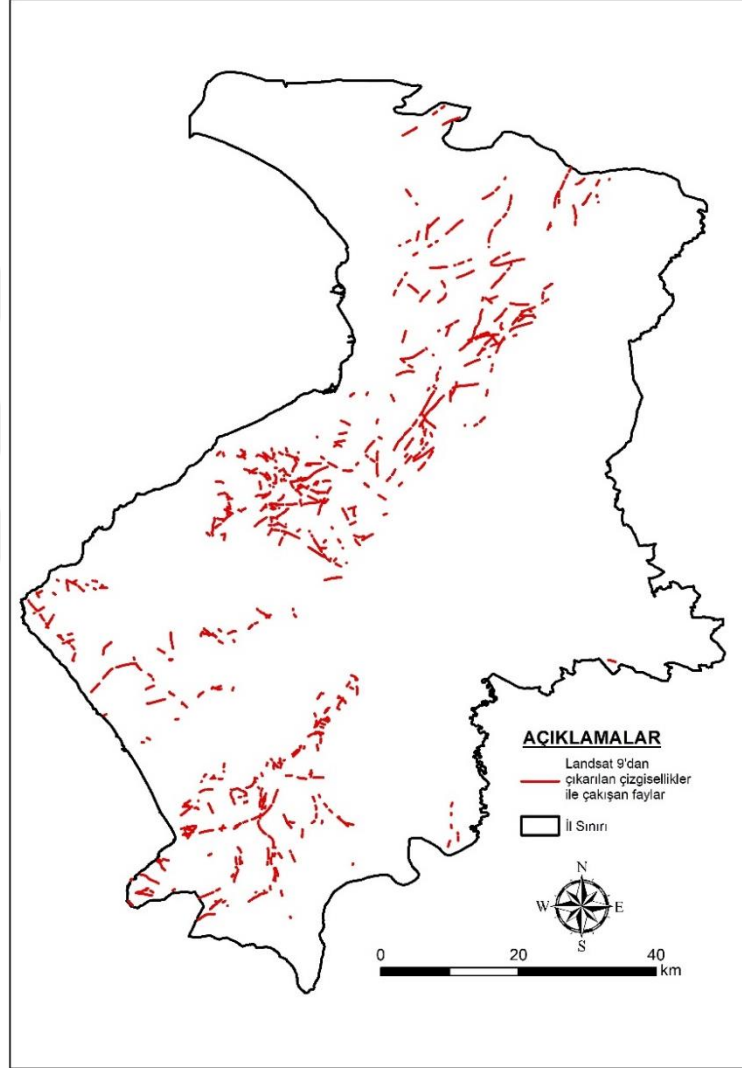 AÇIKLAMALAR
Landsat 9'dan
çıkarılan çizgisellikler
ile çakışan faylar
İl Sınırı
N
W E
S
0 20 40
km